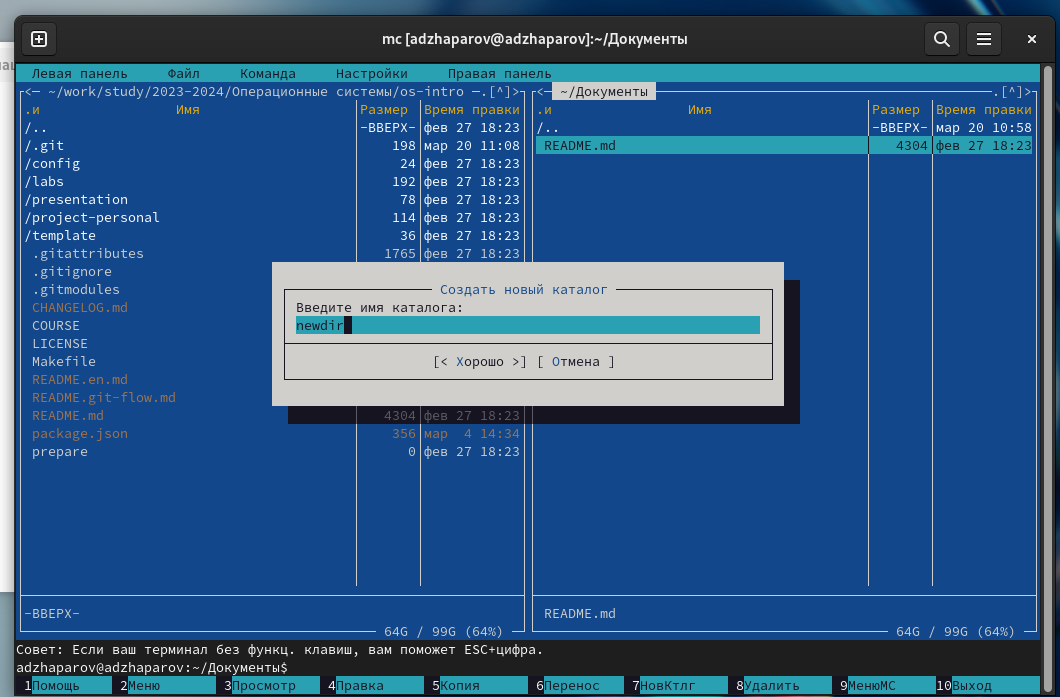 mc [adzhaparov@adzhaparov]:~/Документы
Левая панель Файл Команда Настройки Правая панель
<— ~/work/study/2023-2024/Операционные системы/os-intro —.[^]> <— ~/Документы .[^]>
.и Имя Размер Время правки .и Имя Размер Время правки
/.. -ВВЕРХ- фев 27 18:23 /.. -ВВЕРХ- мар 20 10:58
/.git 198 мар 20 11:08 README.md 4304 фев 27 18:23
/config 24 фев 27 18:23
/labs 192 фев 27 18:23
/presentation 78 фев 27 18:23
/project-personal 114 фев 27 18:23
/template 36 фев 27 18:23
.gitattributes 1765 фев 27 18:23
.gitignore
.gitmodules
CHANGELOG.md
COURSE
LICENSE
Makefile
README.en.md
README.git-flow.md
README.md 4304 фев 27 18:23
package.json 356 мар 4 14:34
prepare 0 фев 27 18:23
Создать новый каталог
Введите имя каталога:
newdir
[< Хорошо >] [ Отмена ]
-ВВЕРХ- README.md
64G / 99G (64%) 64G / 99G (64%)
Совет: Если ваш терминал без функц. клавиш, вам поможет ESC+цифра.
adzhaparov@adzhaparov:~/Документы$
1Помощь 2Меню 3Просмотр 4Правка 5Копия 6Перенос 7НовКтлг 8Удалить 9МенюMC 10Выход